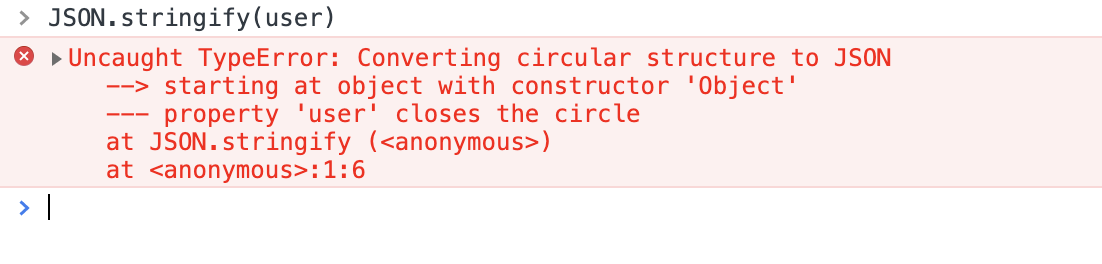 > JSON.stringify(user)
▶Uncaught TypeError: Converting circular structure to JSON
--> starting at object with constructor 'Object'
--- property 'user' closes the circle
at JSON.stringify (<anonymous>)
at <anonymous>:1:6
>